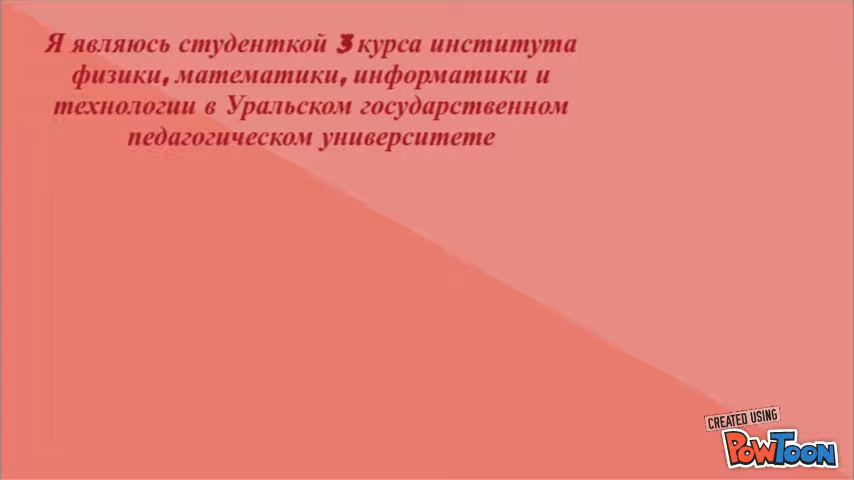 Я являюсь студенткой 3 курса института
физики, математики, информатики и
технологии в Уральском государственном
педагогическом университете
CREATED USING
POWTOON